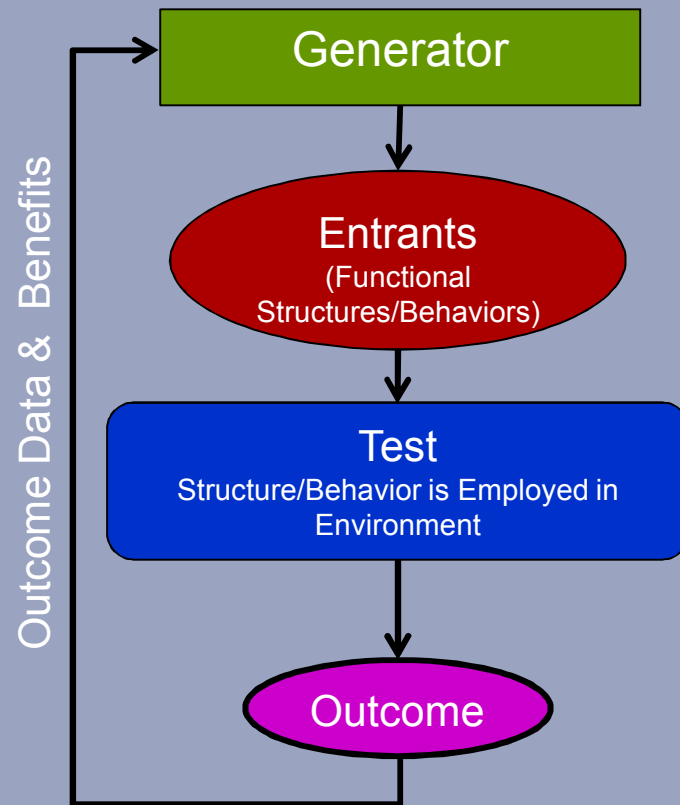 Generator
Entrants
(Functional
Structures/Behaviors)
Test
Structure/Behavior is Employed in
Environment
Outcome
Outcome Data & Benefits